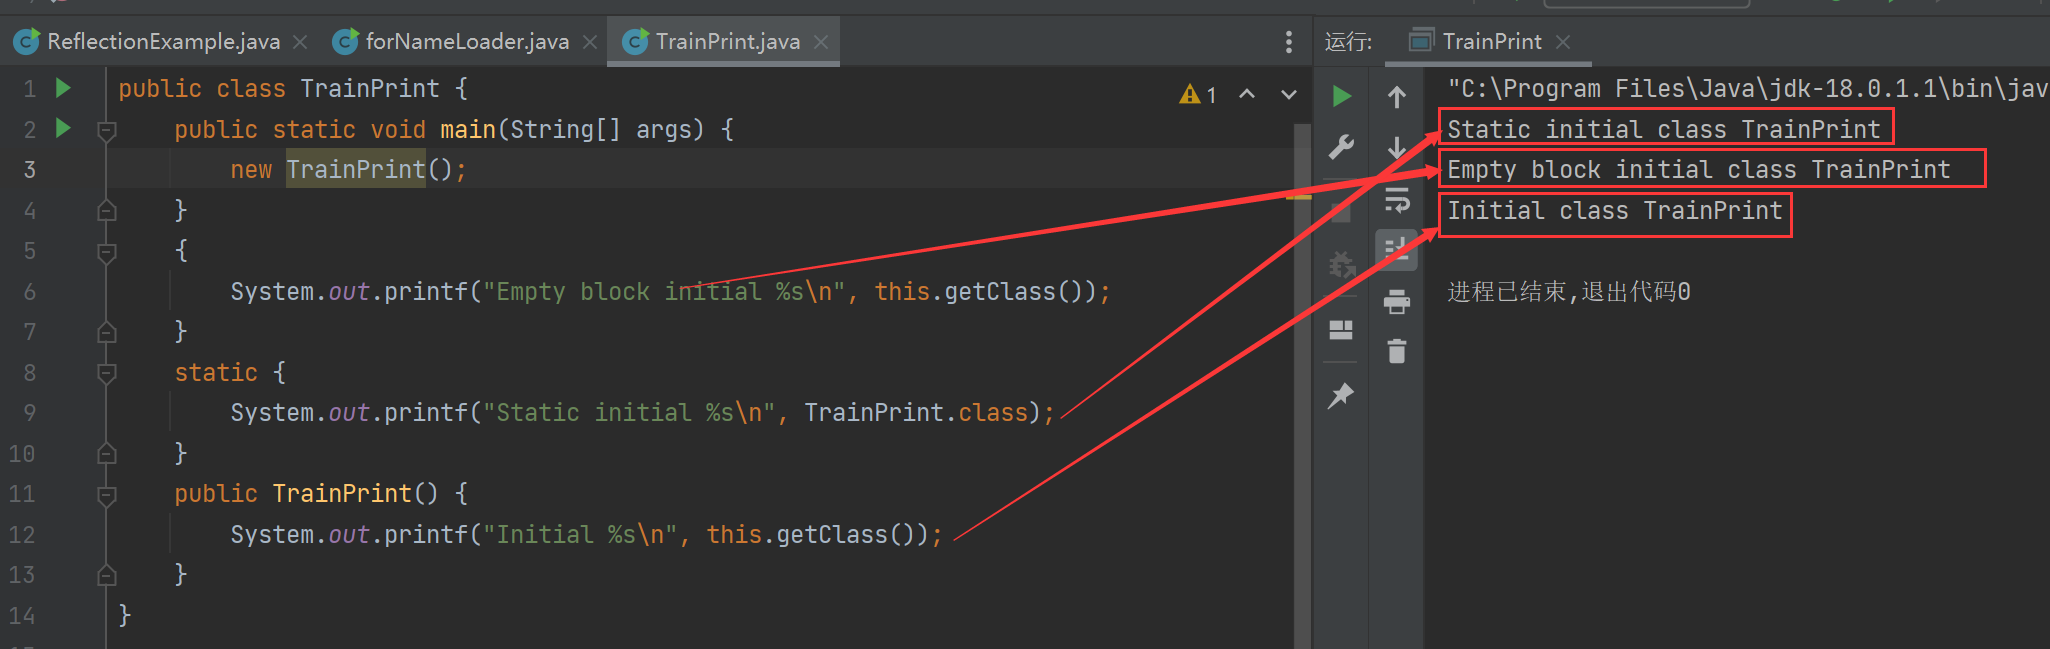 ReflectionExample.java forNameLoader.java TrainPrint.java 运行: TrainPrint
1 public class TrainPrint {
2 public static void main(String[] args) {
3 new TrainPrint();
4 }
5 {
6 System.out.printf("Empty block initial %s\n", this.getClass());
7 }
8 static {
9 System.out.printf("Static initial %s\n", TrainPrint.class);
10 }
11 public TrainPrint() {
12 System.out.printf("Initial %s\n", this.getClass());
13 }
14 }
1
"C:\Program Files\Java\jdk-18.0.1.1\bin\jav
Static initial class TrainPrint
Empty block initial class TrainPrint
Initial class TrainPrint
进程已结束,退出代码0